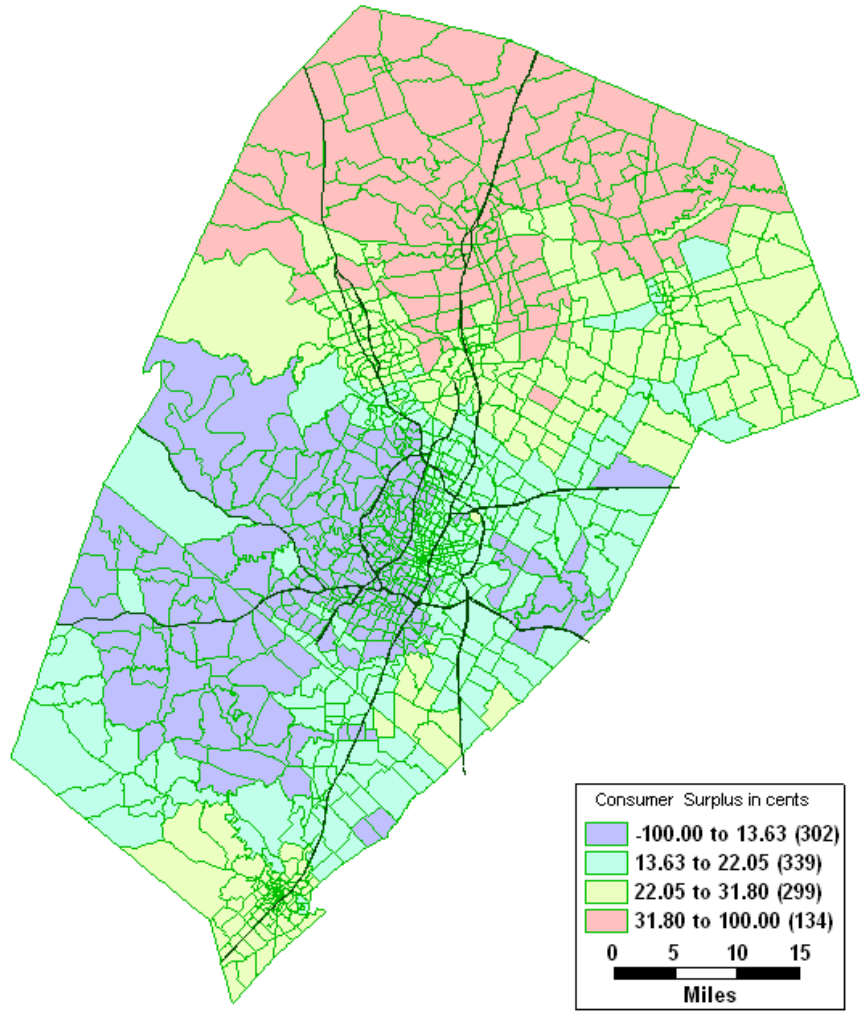 Consumer Surplus in cents
-100.00 to 13.63 (302)
13.63 to 22.05 (339)
22.05 to 31.80 (299)
31.80 to 100.00 (134)
0 5 10 15
Miles